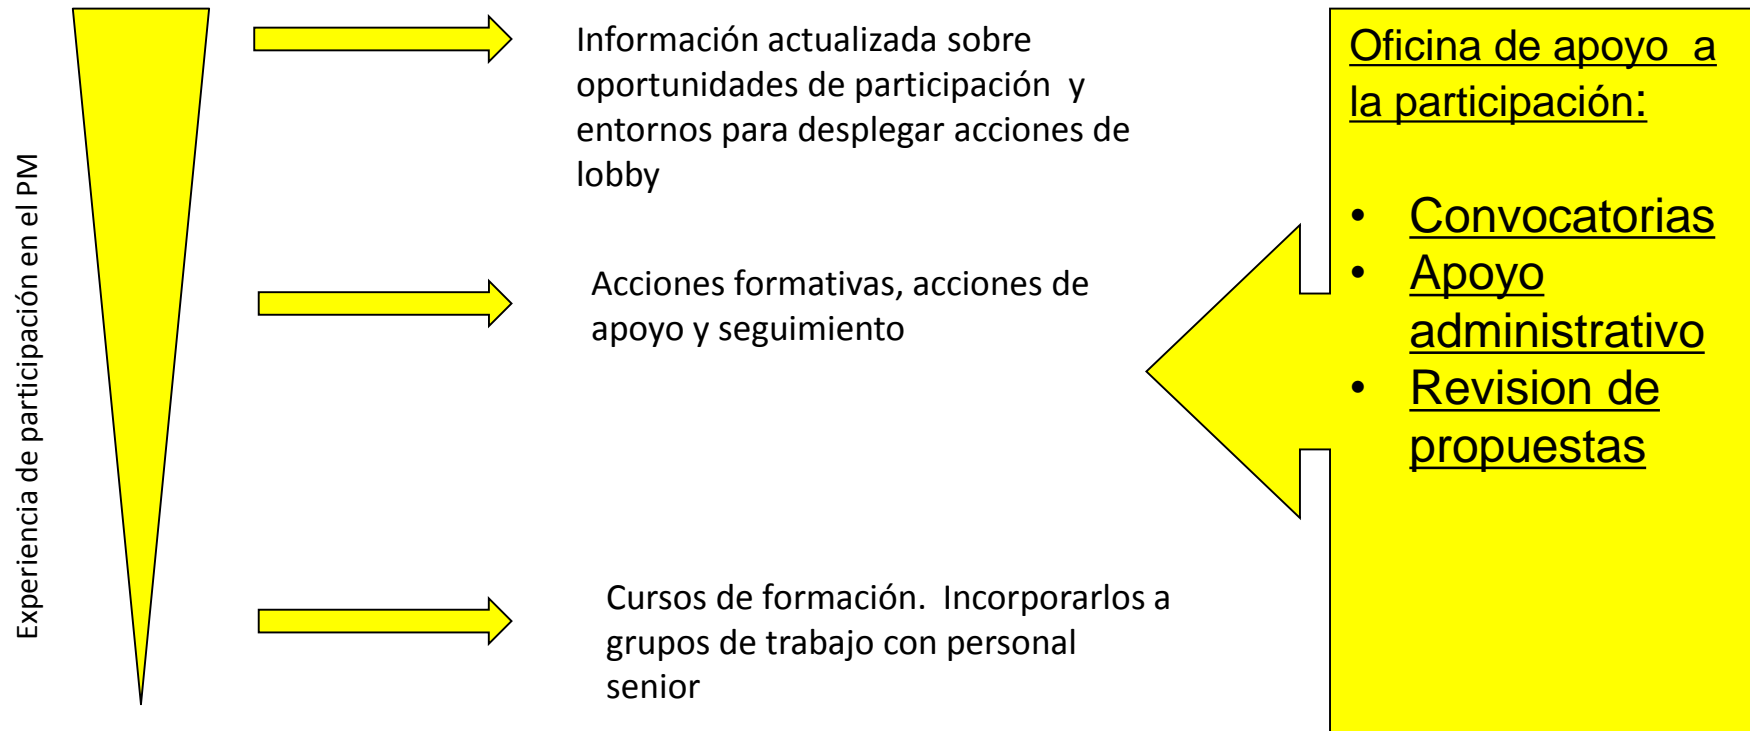 Experiencia de participación en el PM
Información actualizada sobre
oportunidades de participación y
entornos para desplegar acciones de
lobby
Acciones formativas, acciones de
apoyo y seguimiento
Cursos de formación. Incorporarlos a
grupos de trabajo con personal
senior
Oficina de apoyo a
la participación:
• Convocatorias
• Apoyo
administrativo
• Revision de
propuestas